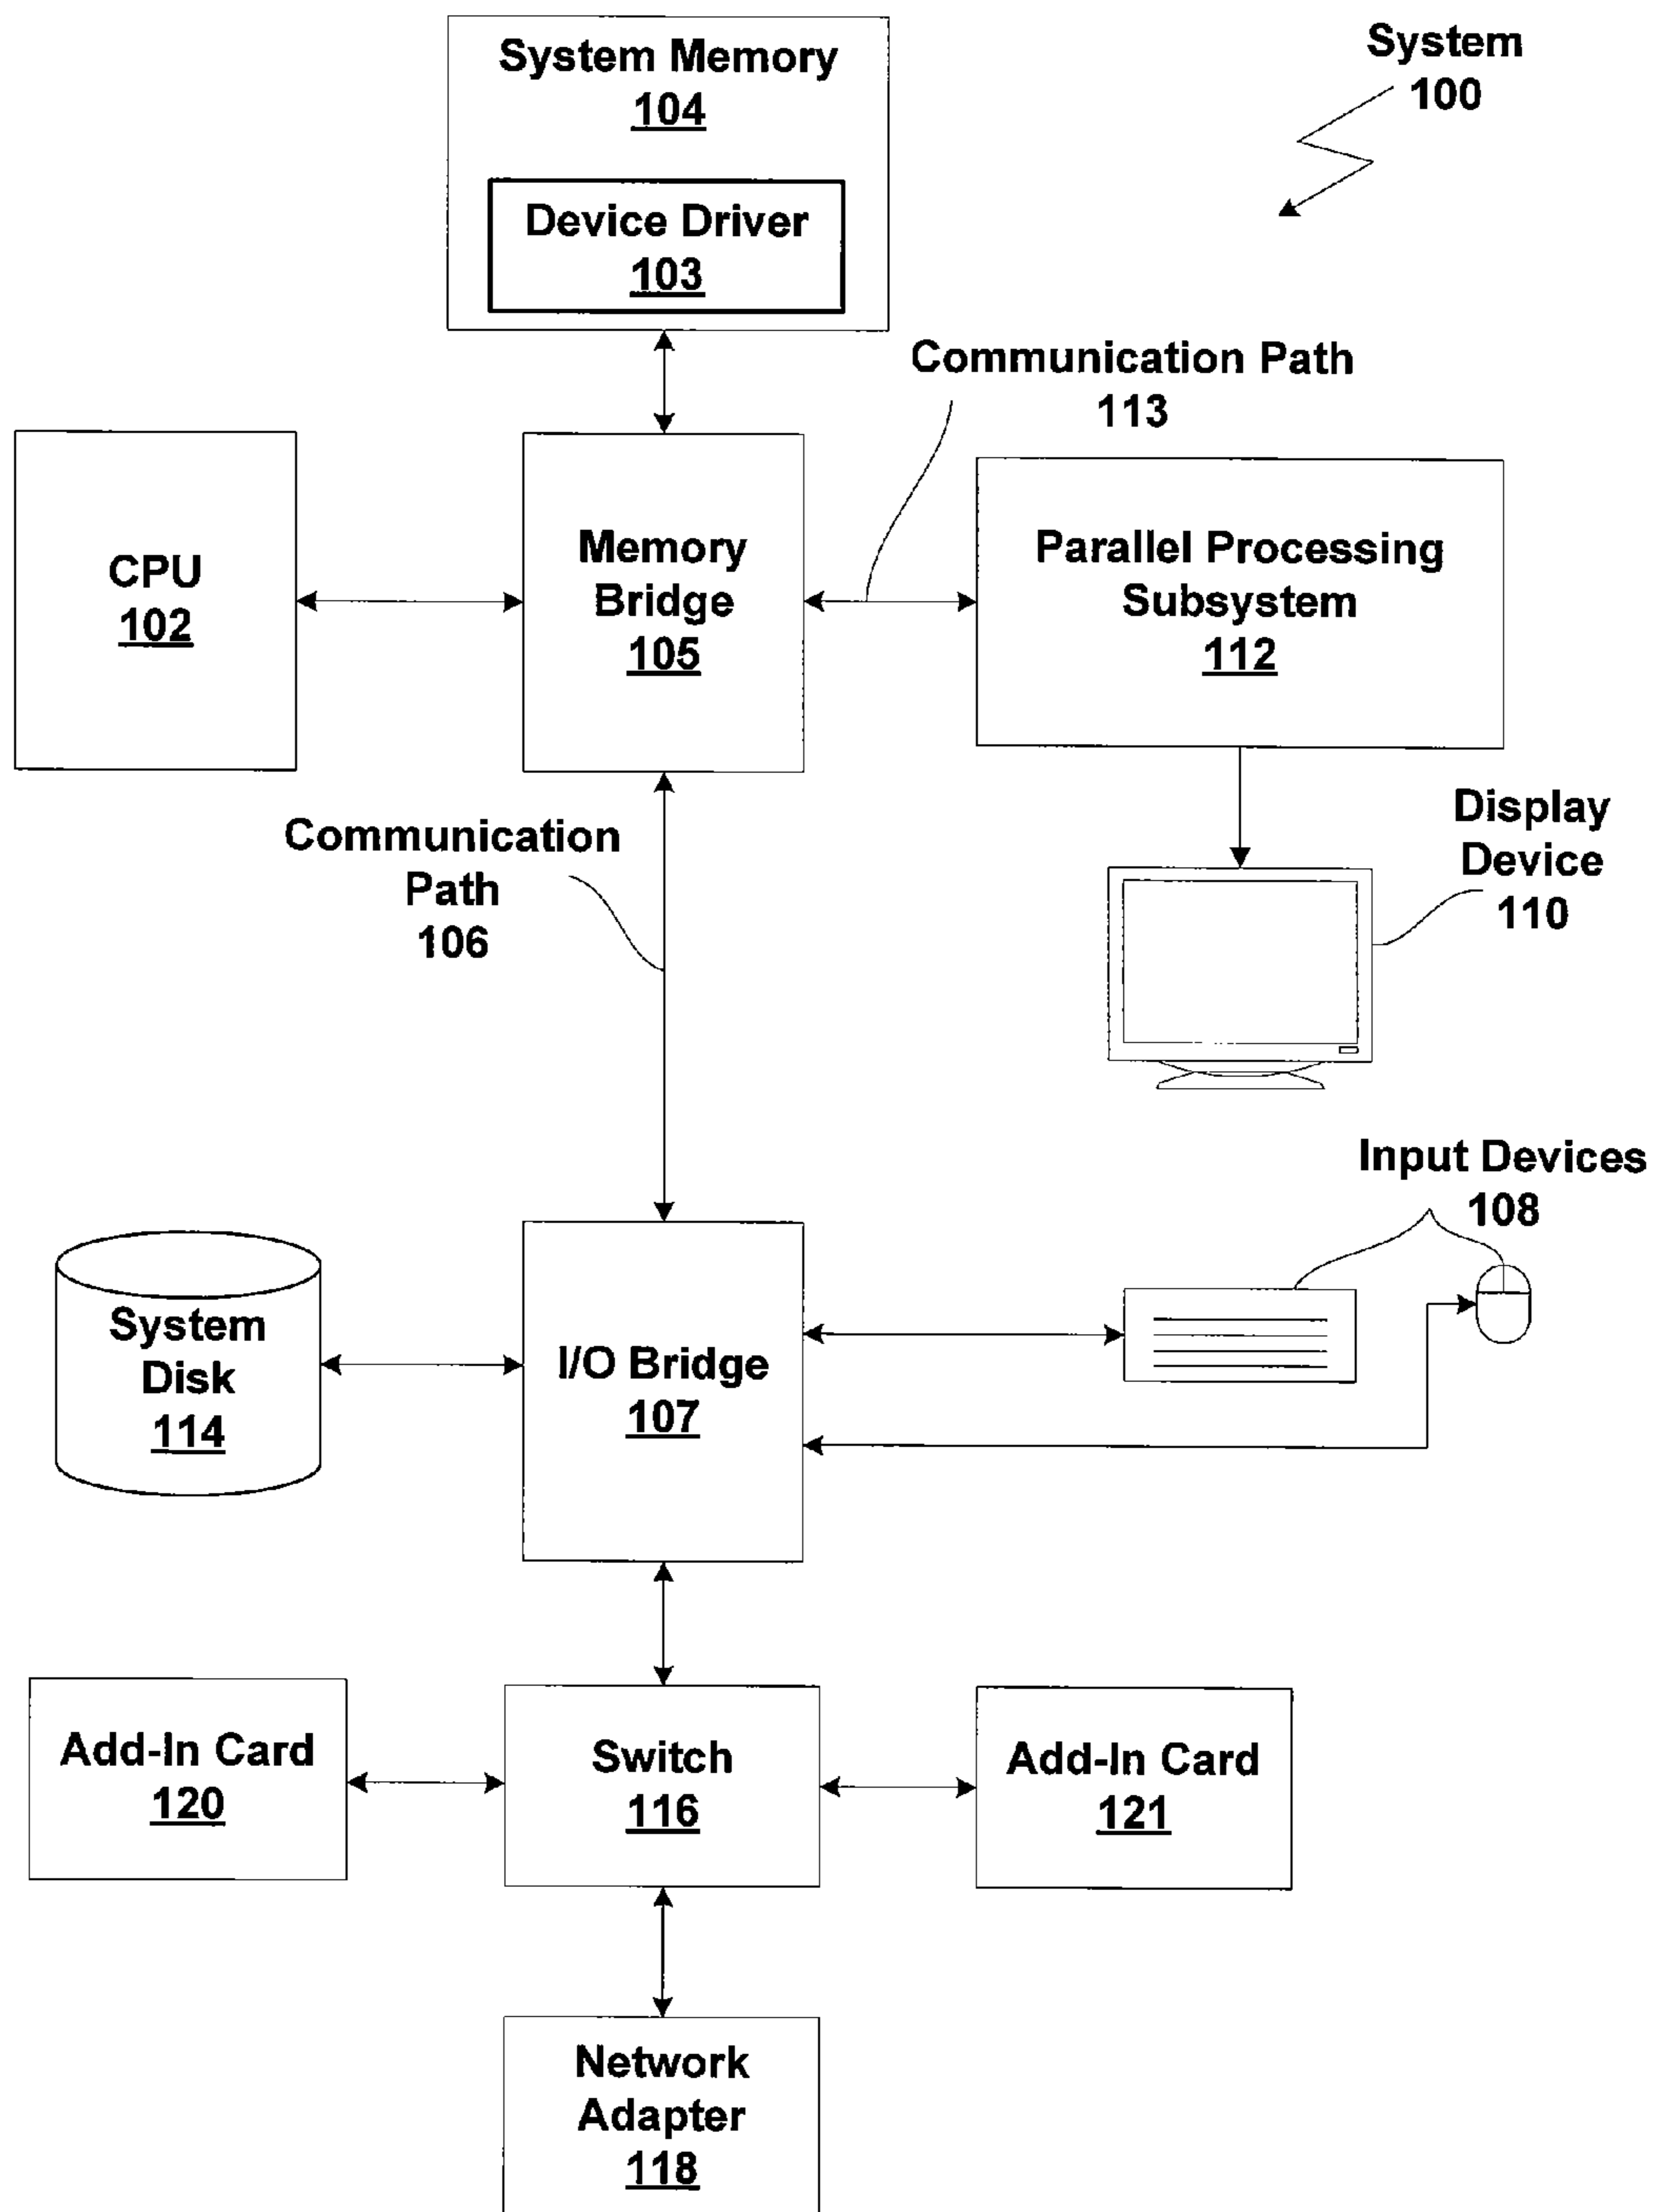 System Memory
104
Device Driver
103
System
100
Communication Path
113
CPU
102
Memory
Bridge
105
Parallel Processing
Subsystem
112
Communication
Path
106
Display
Device
110
Input Devices
108
System
Disk
114
I/O Bridge
107
Add-In Card
120
Switch
116
Add-In Card
121
Network
Adapter
118